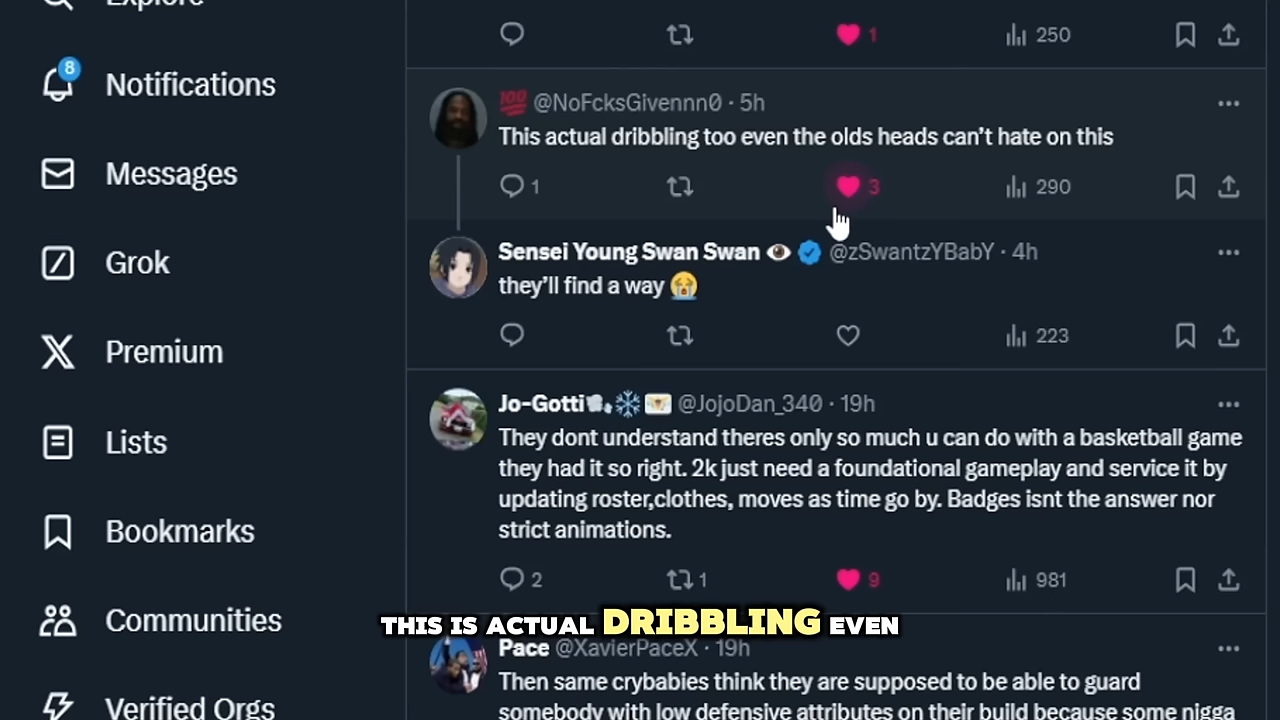 Explore
8
Notifications
Messages
Grok
Premium
Lists
Bookmarks
Communities
Verified Orgs
1 250
💯 @NoFcksGivennn0 · 5h
This actual dribbling too even the olds heads can’t hate on this
1 3 290
Sensei Young Swan Swan 👁 @zSwantzYBabY · 4h
they’ll find a way 😭
223
Jo-Gotti @JojoDan_340 · 19h
They dont understand theres only so much u can do with a basketball game
they had it so right. 2k just need a foundational gameplay and service it by
updating roster,clothes, moves as time go by. Badges isnt the answer nor
strict animations.
2 1 9 981
THIS IS ACTUAL DRIBBLING EVEN
Pace @XavierPaceX · 19h
Then same crybabies think they are supposed to be able to guard
somebody with low defensive attributes on their build because some nigga